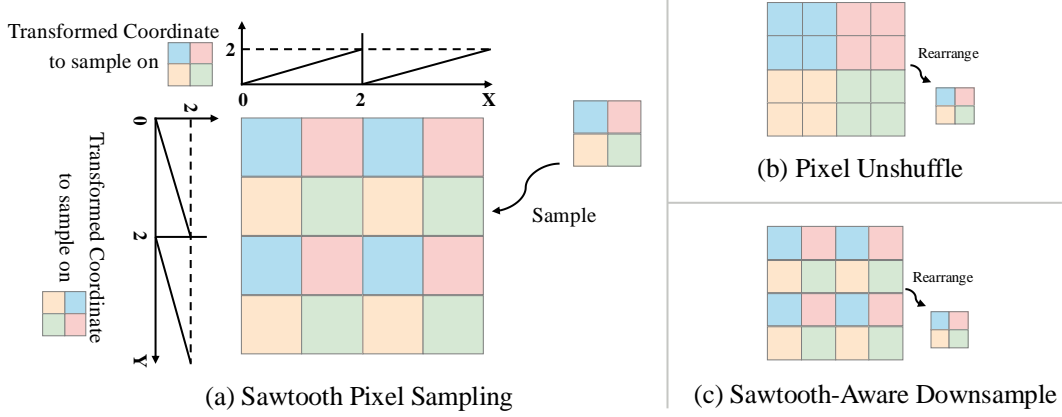 Transformed Coordinate
to sample on
2
0
2
X
2
0
Transformed Coordinate
to sample on
2
Y
Sample
(a) Sawtooth Pixel Sampling
Rearrange
(b) Pixel Unshuffle
Rearrange
(c) Sawtooth-Aware Downsample